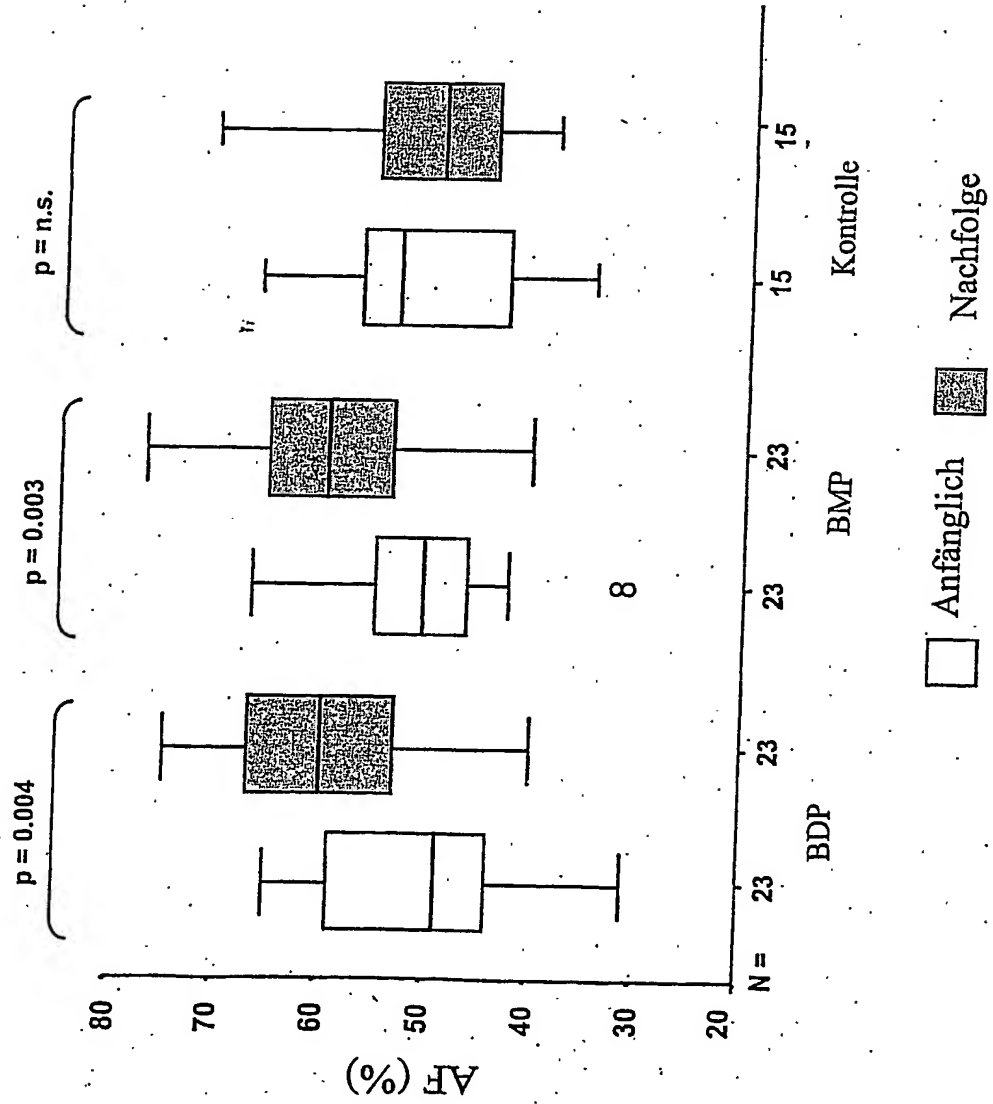 p = 0.004 p = 0.003 p = n.s.
80
70
60
50
40
30
20
AF (%)
8
N = 23 23 23 23 15 15
BDP BMP Kontrolle
Anfänglich Nachfolge